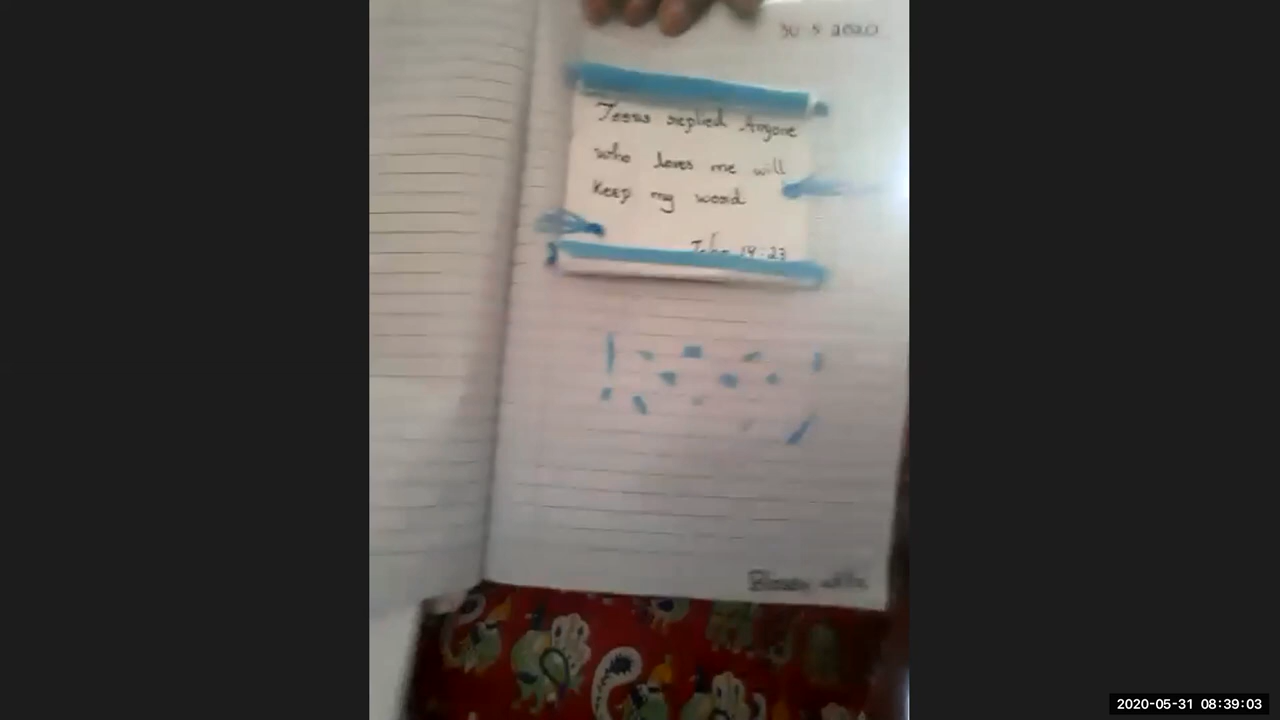 30 5 2020
Jesus replied Anyone
who loves me will
Keep my word
John 14:23
2020-05-31 08:39:03